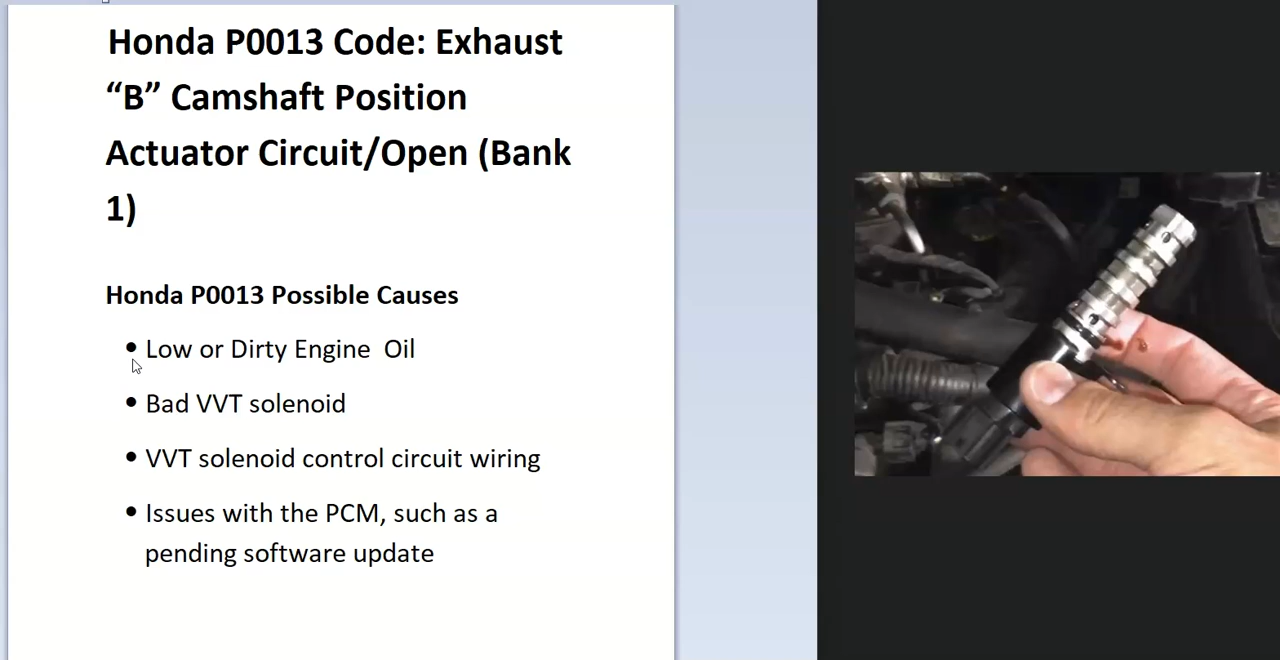 Honda P0013 Code: Exhaust
“B” Camshaft Position
Actuator Circuit/Open (Bank
1)
Honda P0013 Possible Causes
• Low or Dirty Engine  Oil
• Bad VVT solenoid
• VVT solenoid control circuit wiring
• Issues with the PCM, such as a
pending software update